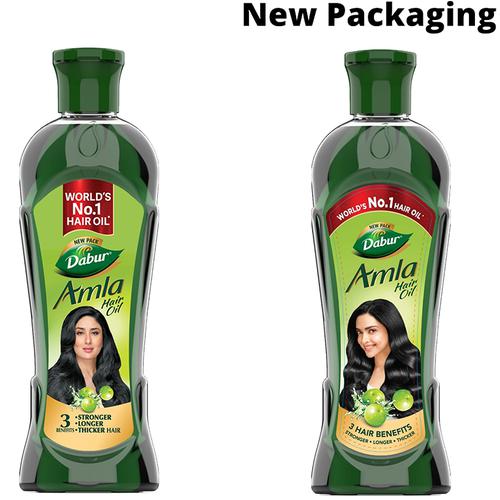 New Packaging
WORLD'S
No.1
HAIR OIL*
NEW PACK
Dabur
Amla
Hair
Oil
3
BENEFITS
• STRONGER
• LONGER
• THICKER HAIR
WORLD'S No.1 HAIR OIL*
NEW PACK
Dabur
Amla
Hair
Oil
3 HAIR BENEFITS
STRONGER • LONGER • THICKER